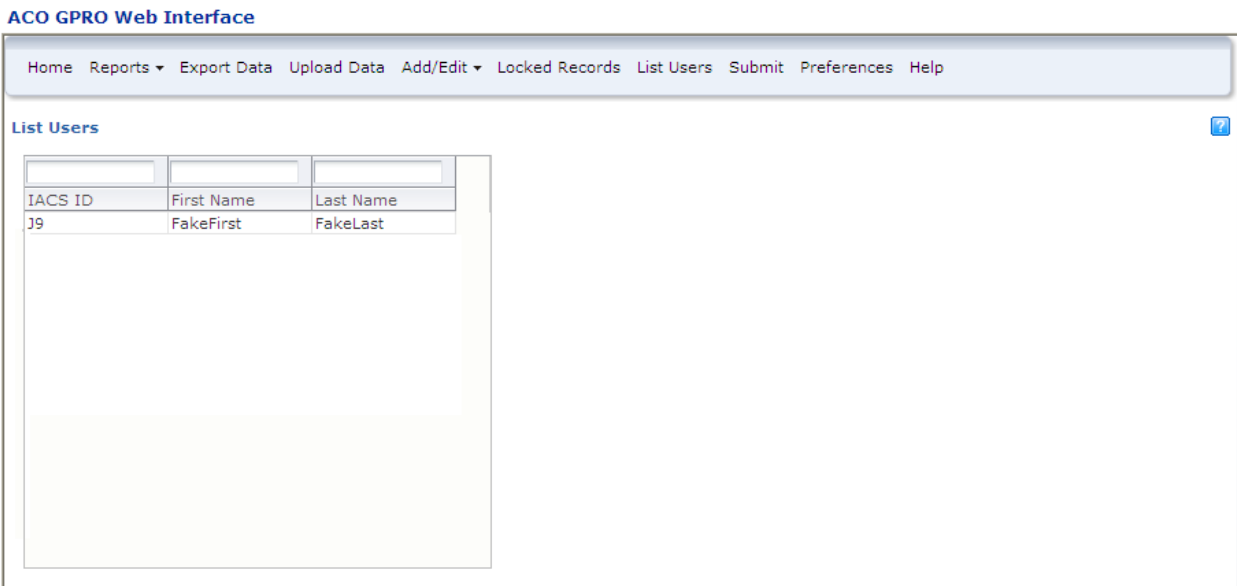 ACO GPRO Web Interface
Home Reports Export Data Upload Data Add/Edit Locked Records List Users Submit Preferences Help
List Users ?
IACS ID First Name Last Name
J9 FakeFirst FakeLast